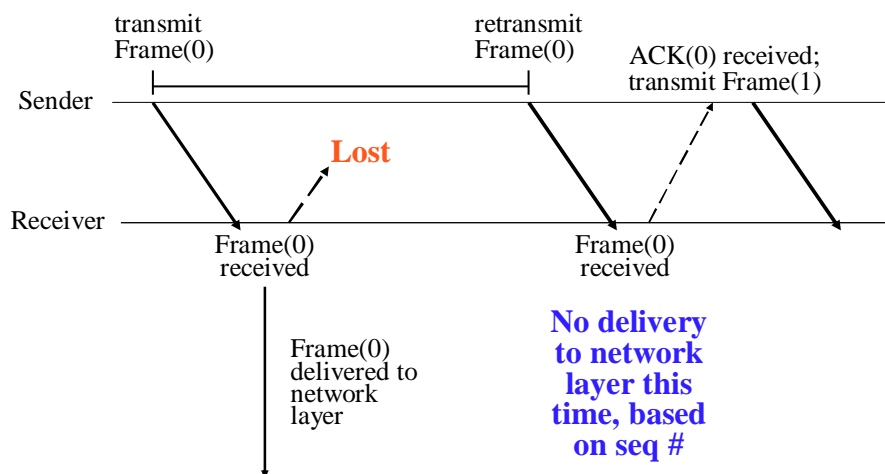 transmit
Frame(0)
retransmit
Frame(0)
ACK(0) received;
transmit Frame(1)
Sender
Lost
Receiver
Frame(0)
received
Frame(0)
received
Frame(0)
delivered to
network
layer
No delivery
to network
layer this
time, based
on seq #